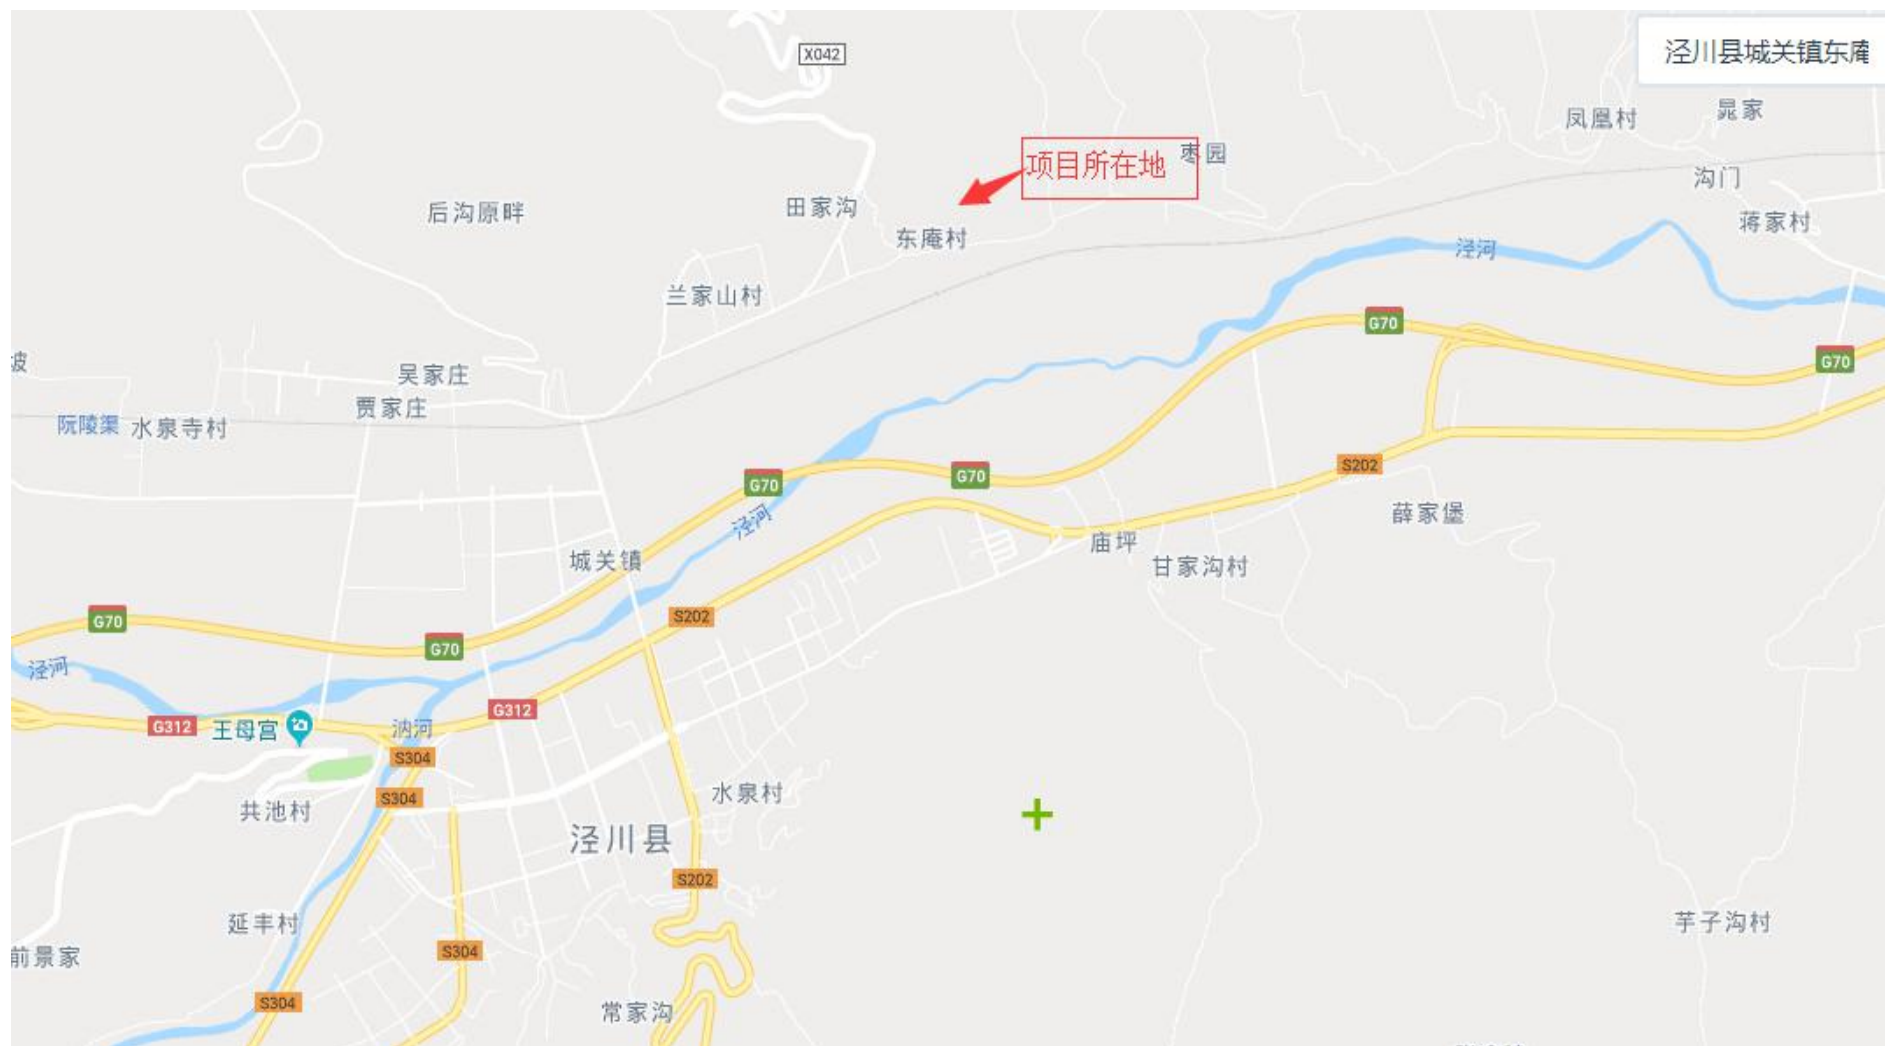 X042
泾川县城关镇东庵
凤凰村
晁家
项目所在地
枣园
沟门
后沟原畔
田家沟
蒋家村
东庵村
泾河
兰家山村
G70
G70
坡
吴家庄
贾家庄
阮陵渠
水泉寺村
S202
G70
G70
薛家堡
泾河
庙坪
城关镇
甘家沟村
G70
S202
G70
泾河
G312
G312
王母宫
汭河
S304
水泉村
S304
共池村
泾川县
S202
延丰村
芋子沟村
前景家
S304
S304
常家沟